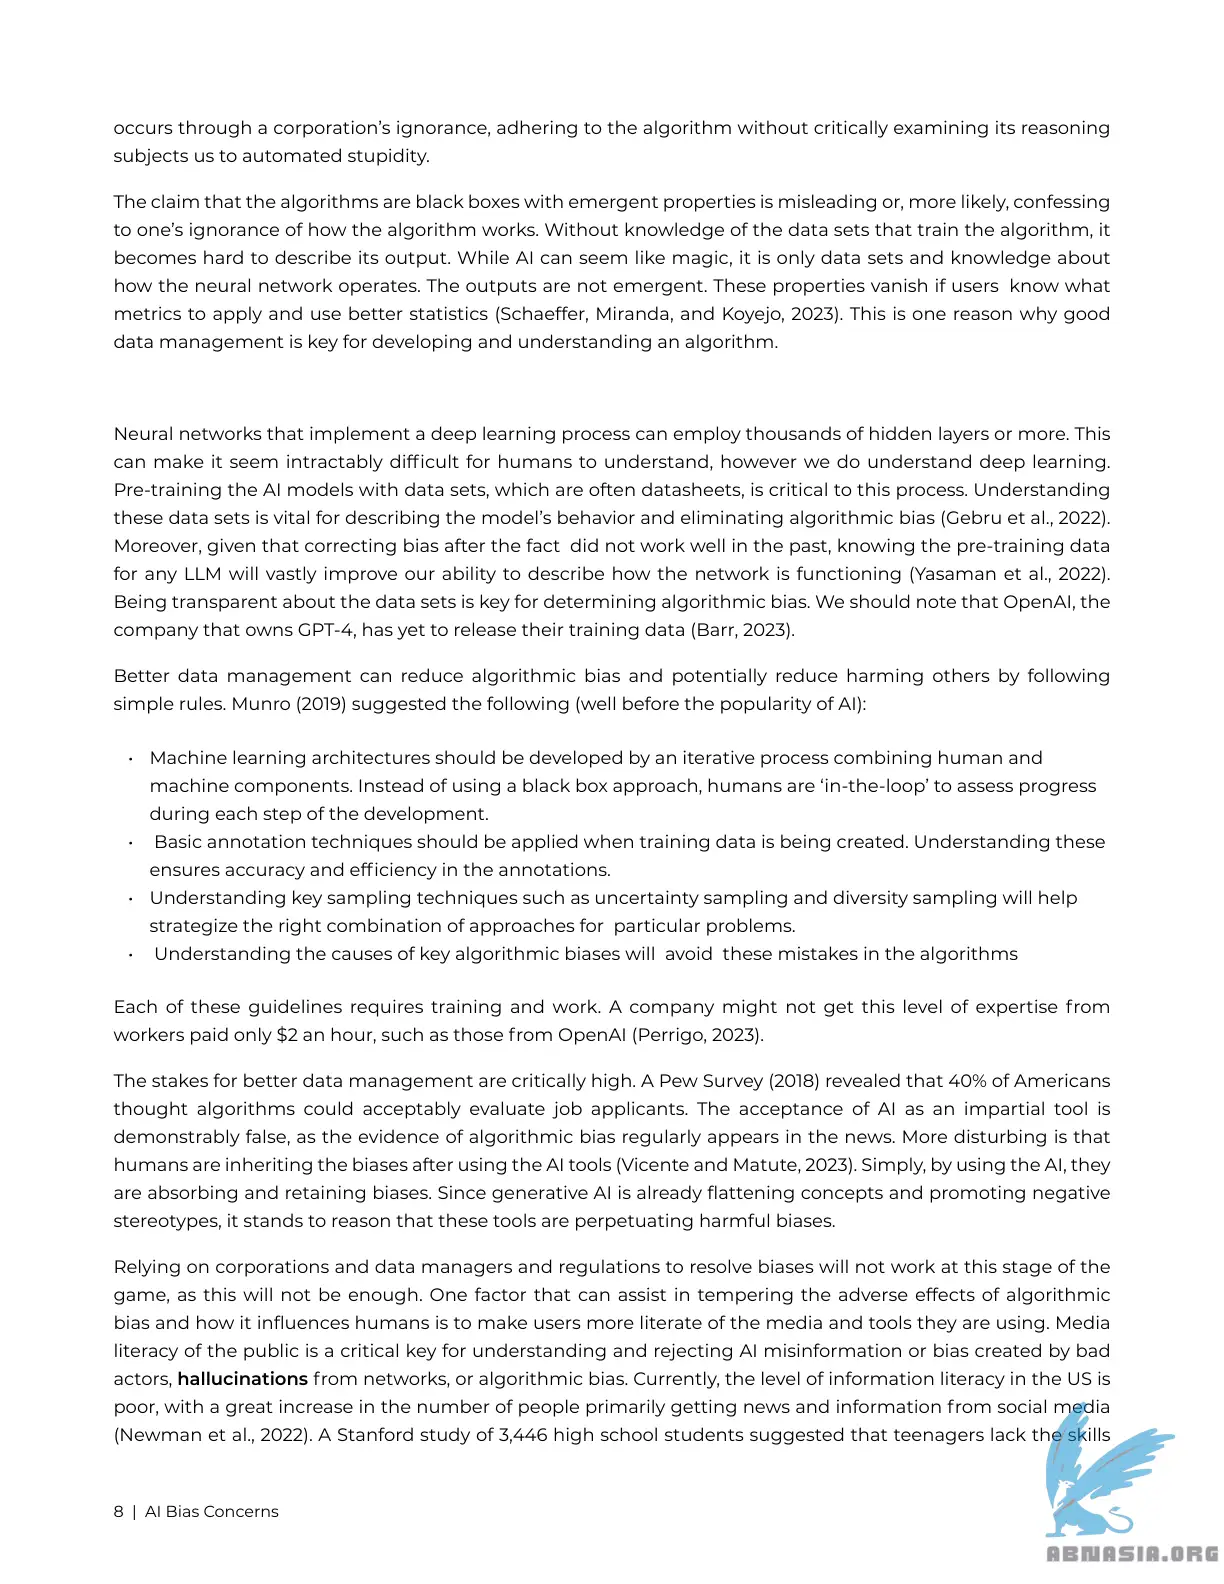 occurs through a corporation’s ignorance, adhering to the algorithm without critically examining its reasoning
subjects us to automated stupidity.
The claim that the algorithms are black boxes with emergent properties is misleading or, more likely, confessing
to one’s ignorance of how the algorithm works. Without knowledge of the data sets that train the algorithm, it
becomes hard to describe its output. While AI can seem like magic, it is only data sets and knowledge about
how the neural network operates. The outputs are not emergent. These properties vanish if users  know what
metrics to apply and use better statistics (Schaeffer, Miranda, and Koyejo, 2023). This is one reason why good
data management is key for developing and understanding an algorithm.
Neural networks that implement a deep learning process can employ thousands of hidden layers or more. This
can make it seem intractably difficult for humans to understand, however we do understand deep learning.
Pre-training the AI models with data sets, which are often datasheets, is critical to this process. Understanding
these data sets is vital for describing the model’s behavior and eliminating algorithmic bias (Gebru et al., 2022).
Moreover, given that correcting bias after the fact  did not work well in the past, knowing the pre-training data
for any LLM will vastly improve our ability to describe how the network is functioning (Yasaman et al., 2022).
Being transparent about the data sets is key for determining algorithmic bias. We should note that OpenAI, the
company that owns GPT-4, has yet to release their training data (Barr, 2023).
Better data management can reduce algorithmic bias and potentially reduce harming others by following
simple rules. Munro (2019) suggested the following (well before the popularity of AI):
• Machine learning architectures should be developed by an iterative process combining human and
machine components. Instead of using a black box approach, humans are ‘in-the-loop’ to assess progress
during each step of the development.
• Basic annotation techniques should be applied when training data is being created. Understanding these
ensures accuracy and efficiency in the annotations.
• Understanding key sampling techniques such as uncertainty sampling and diversity sampling will help
strategize the right combination of approaches for  particular problems.
• Understanding the causes of key algorithmic biases will  avoid  these mistakes in the algorithms
Each of these guidelines requires training and work. A company might not get this level of expertise from
workers paid only $2 an hour, such as those from OpenAI (Perrigo, 2023).
The stakes for better data management are critically high. A Pew Survey (2018) revealed that 40% of Americans
thought algorithms could acceptably evaluate job applicants. The acceptance of AI as an impartial tool is
demonstrably false, as the evidence of algorithmic bias regularly appears in the news. More disturbing is that
humans are inheriting the biases after using the AI tools (Vicente and Matute, 2023). Simply, by using the AI, they
are absorbing and retaining biases. Since generative AI is already flattening concepts and promoting negative
stereotypes, it stands to reason that these tools are perpetuating harmful biases.
Relying on corporations and data managers and regulations to resolve biases will not work at this stage of the
game, as this will not be enough. One factor that can assist in tempering the adverse effects of algorithmic
bias and how it influences humans is to make users more literate of the media and tools they are using. Media
literacy of the public is a critical key for understanding and rejecting AI misinformation or bias created by bad
actors, hallucinations from networks, or algorithmic bias. Currently, the level of information literacy in the US is
poor, with a great increase in the number of people primarily getting news and information from social media
(Newman et al., 2022). A Stanford study of 3,446 high school students suggested that teenagers lack the skills
8 | AI Bias Concerns
ABNASIA.ORG